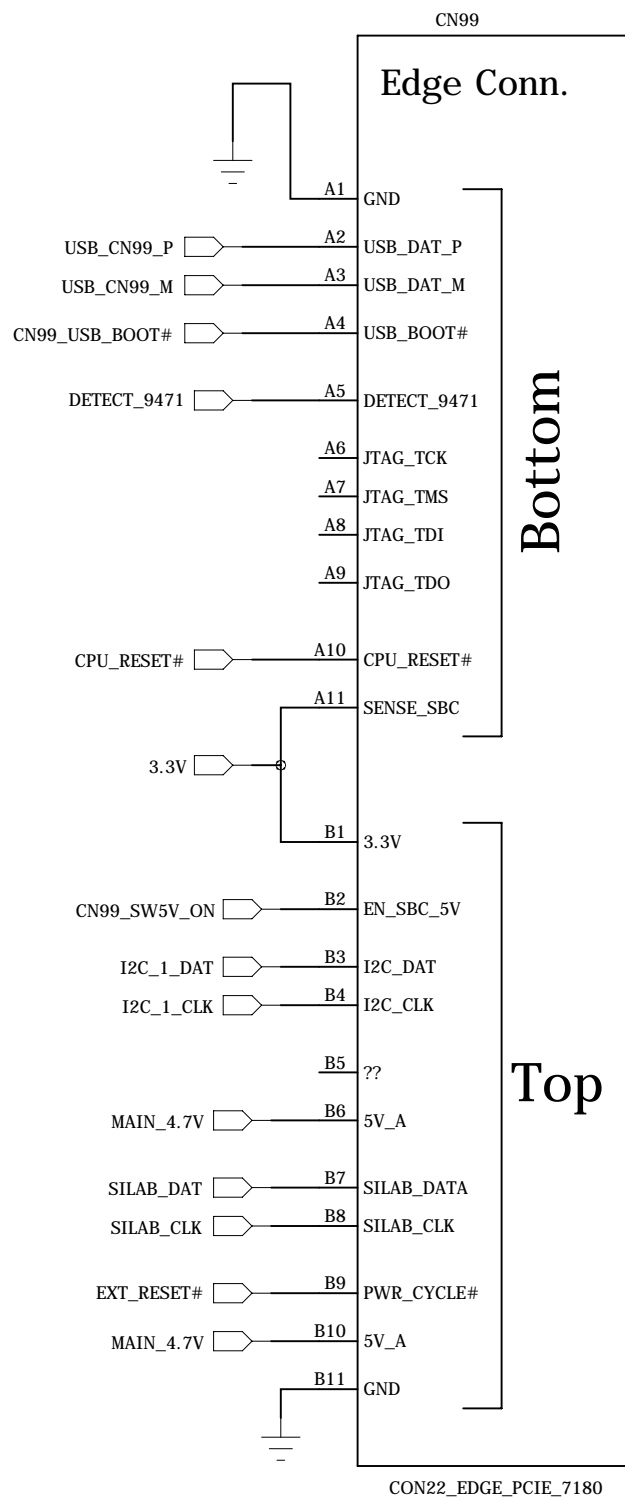 CN99
Edge Conn.
A1 GND
USB_CN99_P A2 USB_DAT_P
USB_CN99_M A3 USB_DAT_M
CN99_USB_BOOT# A4 USB_BOOT#
DETECT_9471 A5 DETECT_9471
A6 JTAG_TCK
A7 JTAG_TMS
A8 JTAG_TDI
A9 JTAG_TDO
Bottom
CPU_RESET# A10 CPU_RESET#
A11 SENSE_SBC
3.3V
B1 3.3V
CN99_SW5V_ON B2 EN_SBC_5V
I2C_1_DAT B3 I2C_DAT
I2C_1_CLK B4 I2C_CLK
B5 ??
Top
MAIN_4.7V B6 5V_A
SILAB_DAT B7 SILAB_DATA
SILAB_CLK B8 SILAB_CLK
EXT_RESET# B9 PWR_CYCLE#
MAIN_4.7V B10 5V_A
B11 GND
CON22_EDGE_PCIE_7180